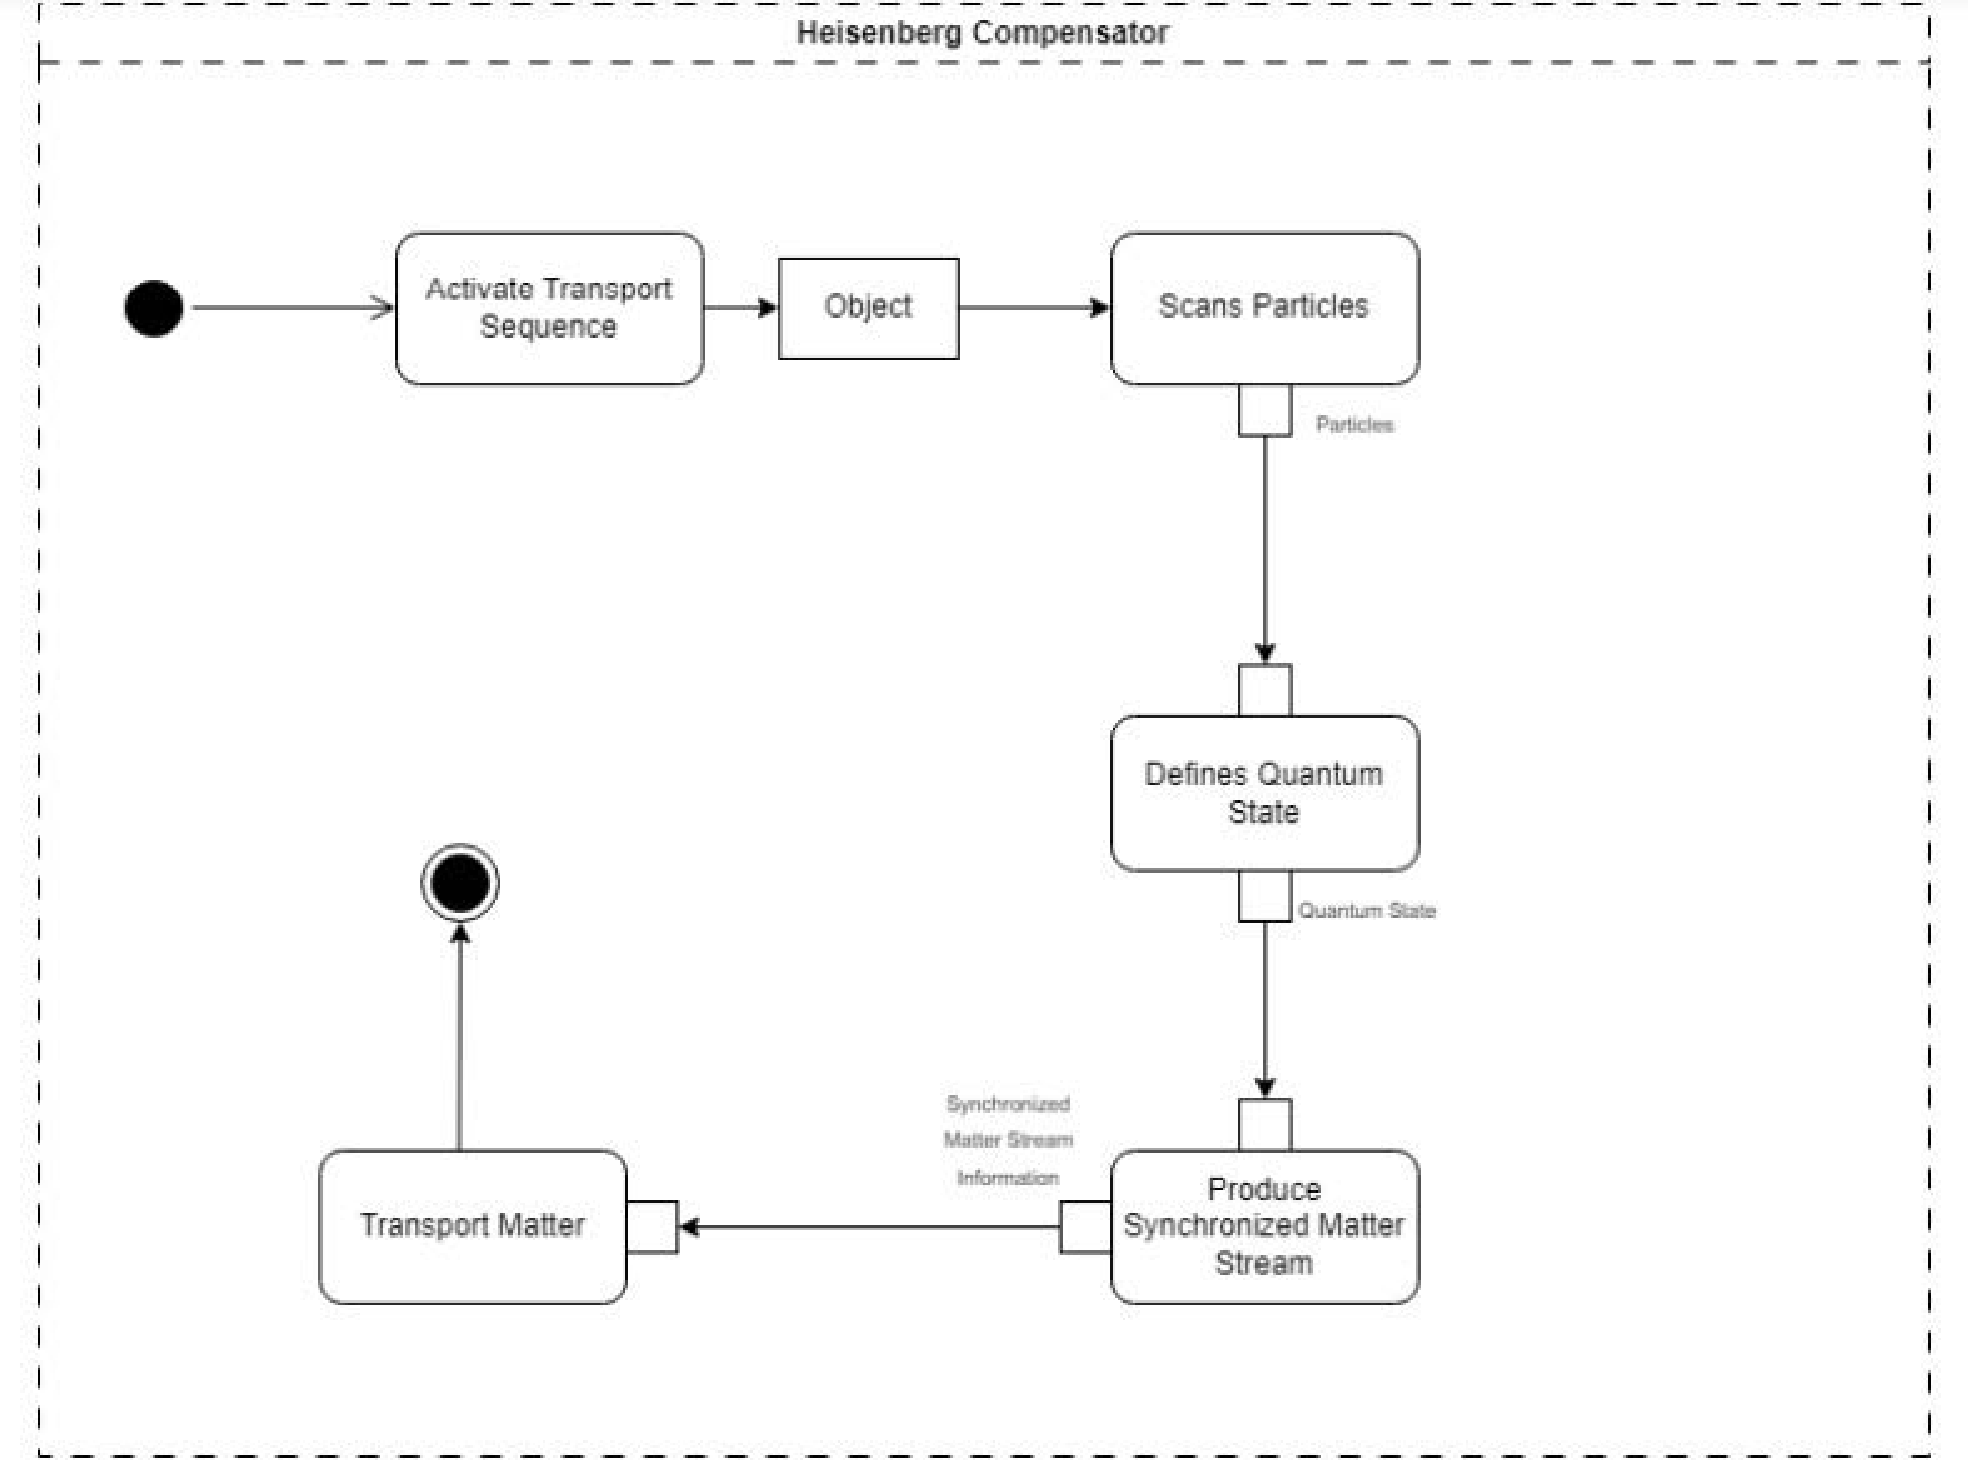 Heisenberg Compensator
Activate Transport
Sequence
Object
Scans Particles
Particles
Defines Quantum
State
Quantum State
Synchronized
Matter Stream
Information
Produce
Synchronized Matter
Stream
Transport Matter